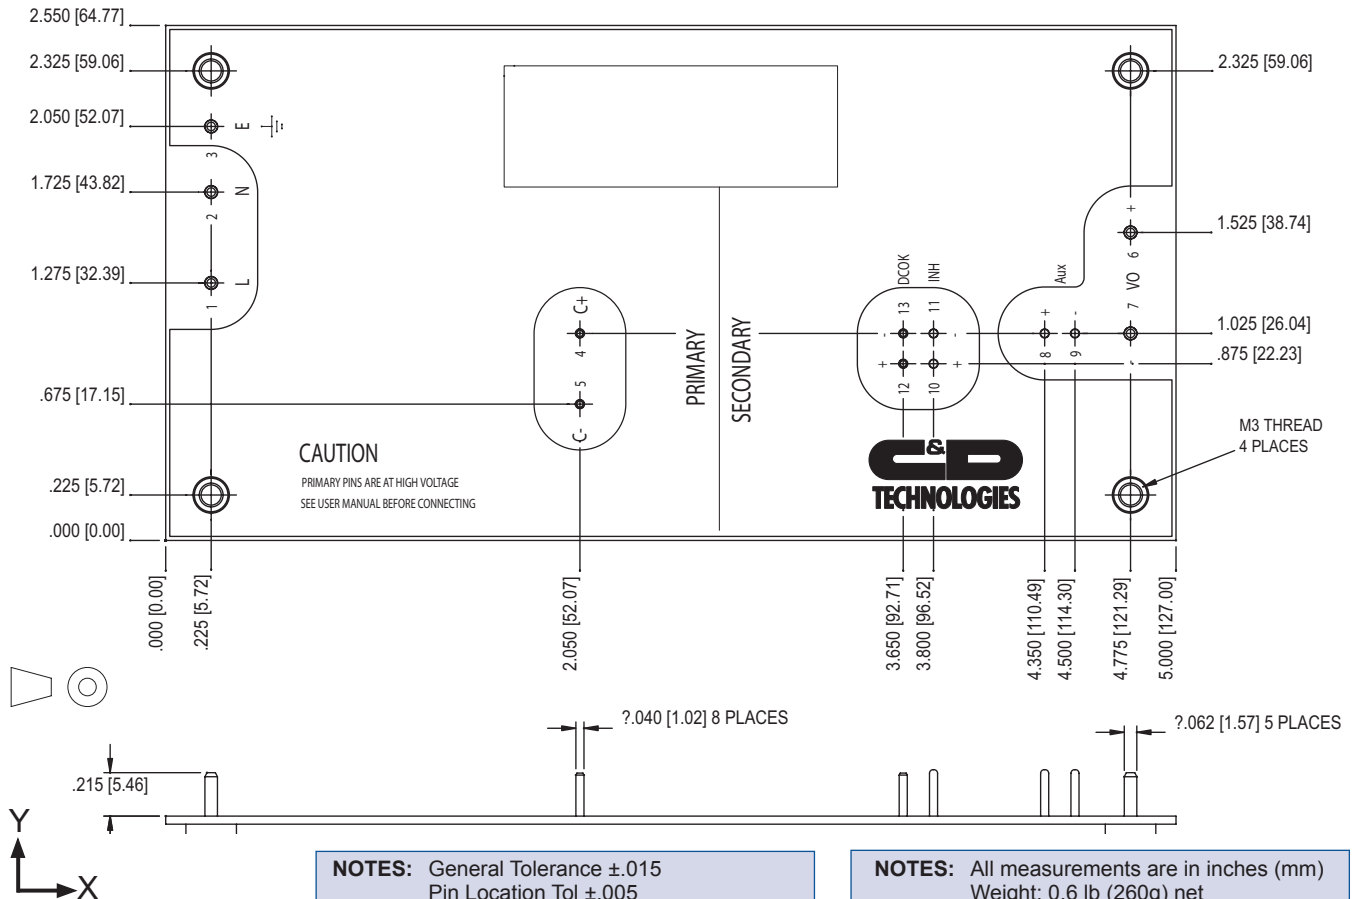 2.550 [64.77]
2.325 [59.06]
2.050 [52.07]
1.725 [43.82]
1.275 [32.39]
.675 [17.15]
.225 [5.72]
.000 [0.00]
2.325 [59.06]
1.525 [38.74]
1.025 [26.04]
.875 [22.23]
M3 THREAD
4 PLACES
E
3
N
2
L
1
C+
4
5
C-
PRIMARY
SECONDARY
DCOK
INH
13
11
-
-
+
+
12
10
Aux
+
-
8
9
+
6
VO
7
-
CAUTION
PRIMARY PINS ARE AT HIGH VOLTAGE
SEE USER MANUAL BEFORE CONNECTING
C&D
TECHNOLOGIES
.000 [0.00]
.225 [5.72]
2.050 [52.07]
3.650 [92.71]
3.800 [96.52]
4.350 [110.49]
4.500 [114.30]
4.775 [121.29]
5.000 [127.00]
?.040 [1.02] 8 PLACES
?.062 [1.57] 5 PLACES
.215 [5.46]
Y
X
NOTES: General Tolerance ±.015
Pin Location Tol ±.005
NOTES: All measurements are in inches (mm)
Weight: 0.6 lb (260g) net